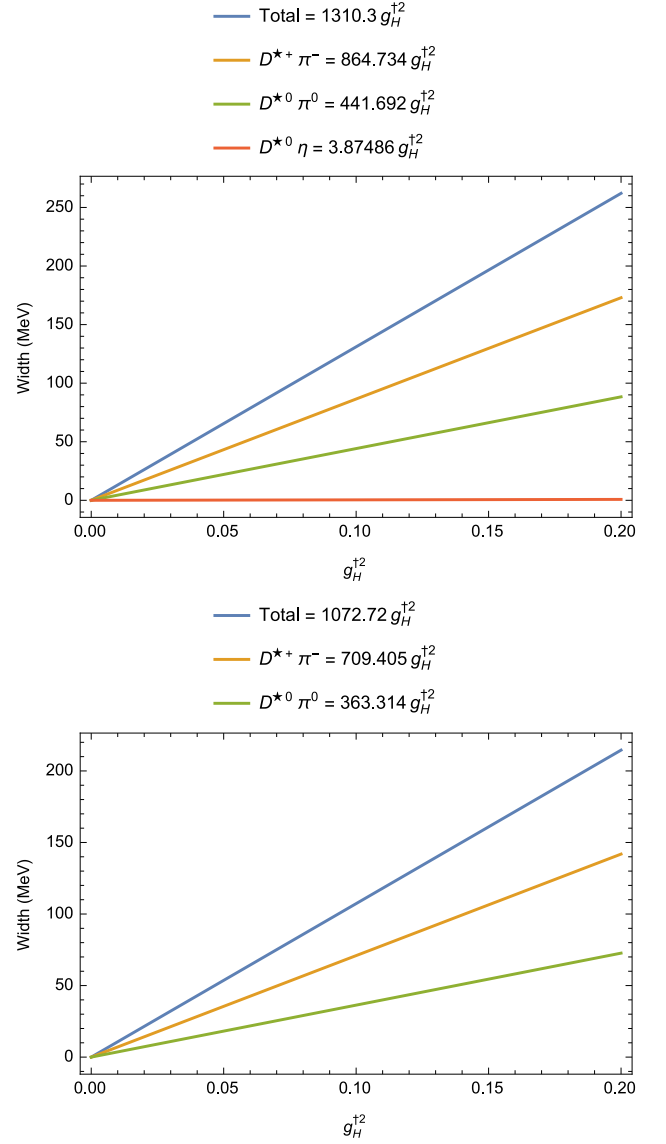 Total = 1310.3 g_H^†2
D^★+ π^− = 864.734 g_H^†2
D^★0 π^0 = 441.692 g_H^†2
D^★0 η = 3.87486 g_H^†2
250
200
150
100
50
0
Width (MeV)
0.00 0.05 0.10 0.15 0.20
g_H^†2
Total = 1072.72 g_H^†2
D^★+ π^− = 709.405 g_H^†2
D^★0 π^0 = 363.314 g_H^†2
200
150
100
50
0
Width (MeV)
0.00 0.05 0.10 0.15 0.20
g_H^†2